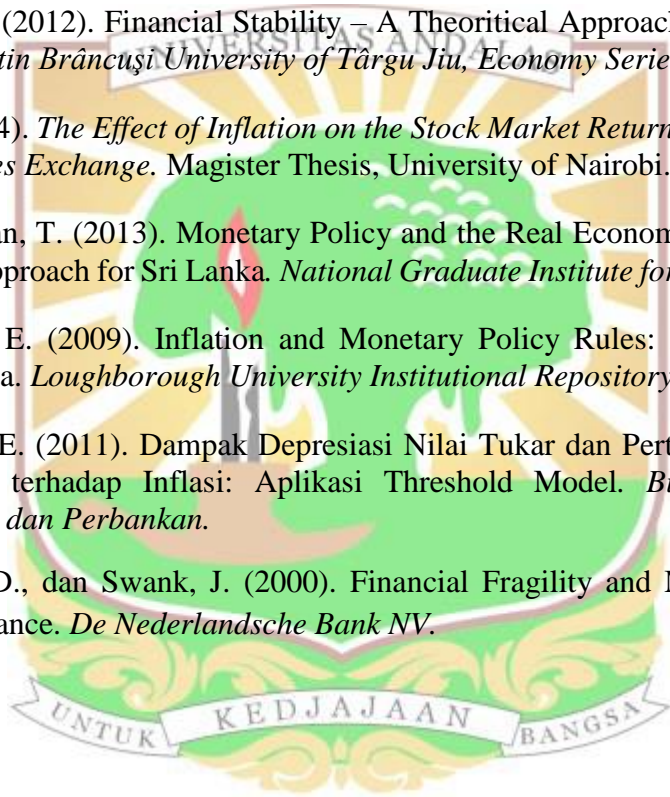 (2012). Financial Stability – A Theoritical Approach
tin Brâncuşi University of Târgu Jiu, Economy Serie
4). The Effect of Inflation on the Stock Market Return
es Exchange. Magister Thesis, University of Nairobi.
an, T. (2013). Monetary Policy and the Real Econom
pproach for Sri Lanka. National Graduate Institute for
E. (2009). Inflation and Monetary Policy Rules:
a. Loughborough University Institutional Repository
E. (2011). Dampak Depresiasi Nilai Tukar dan Pert
terhadap Inflasi: Aplikasi Threshold Model. Bu
dan Perbankan.
D., dan Swank, J. (2000). Financial Fragility and M
ance. De Nederlandsche Bank NV.
UNIVERSITAS ANDALAS
UNTUK KEDJAJAAN BANGSA